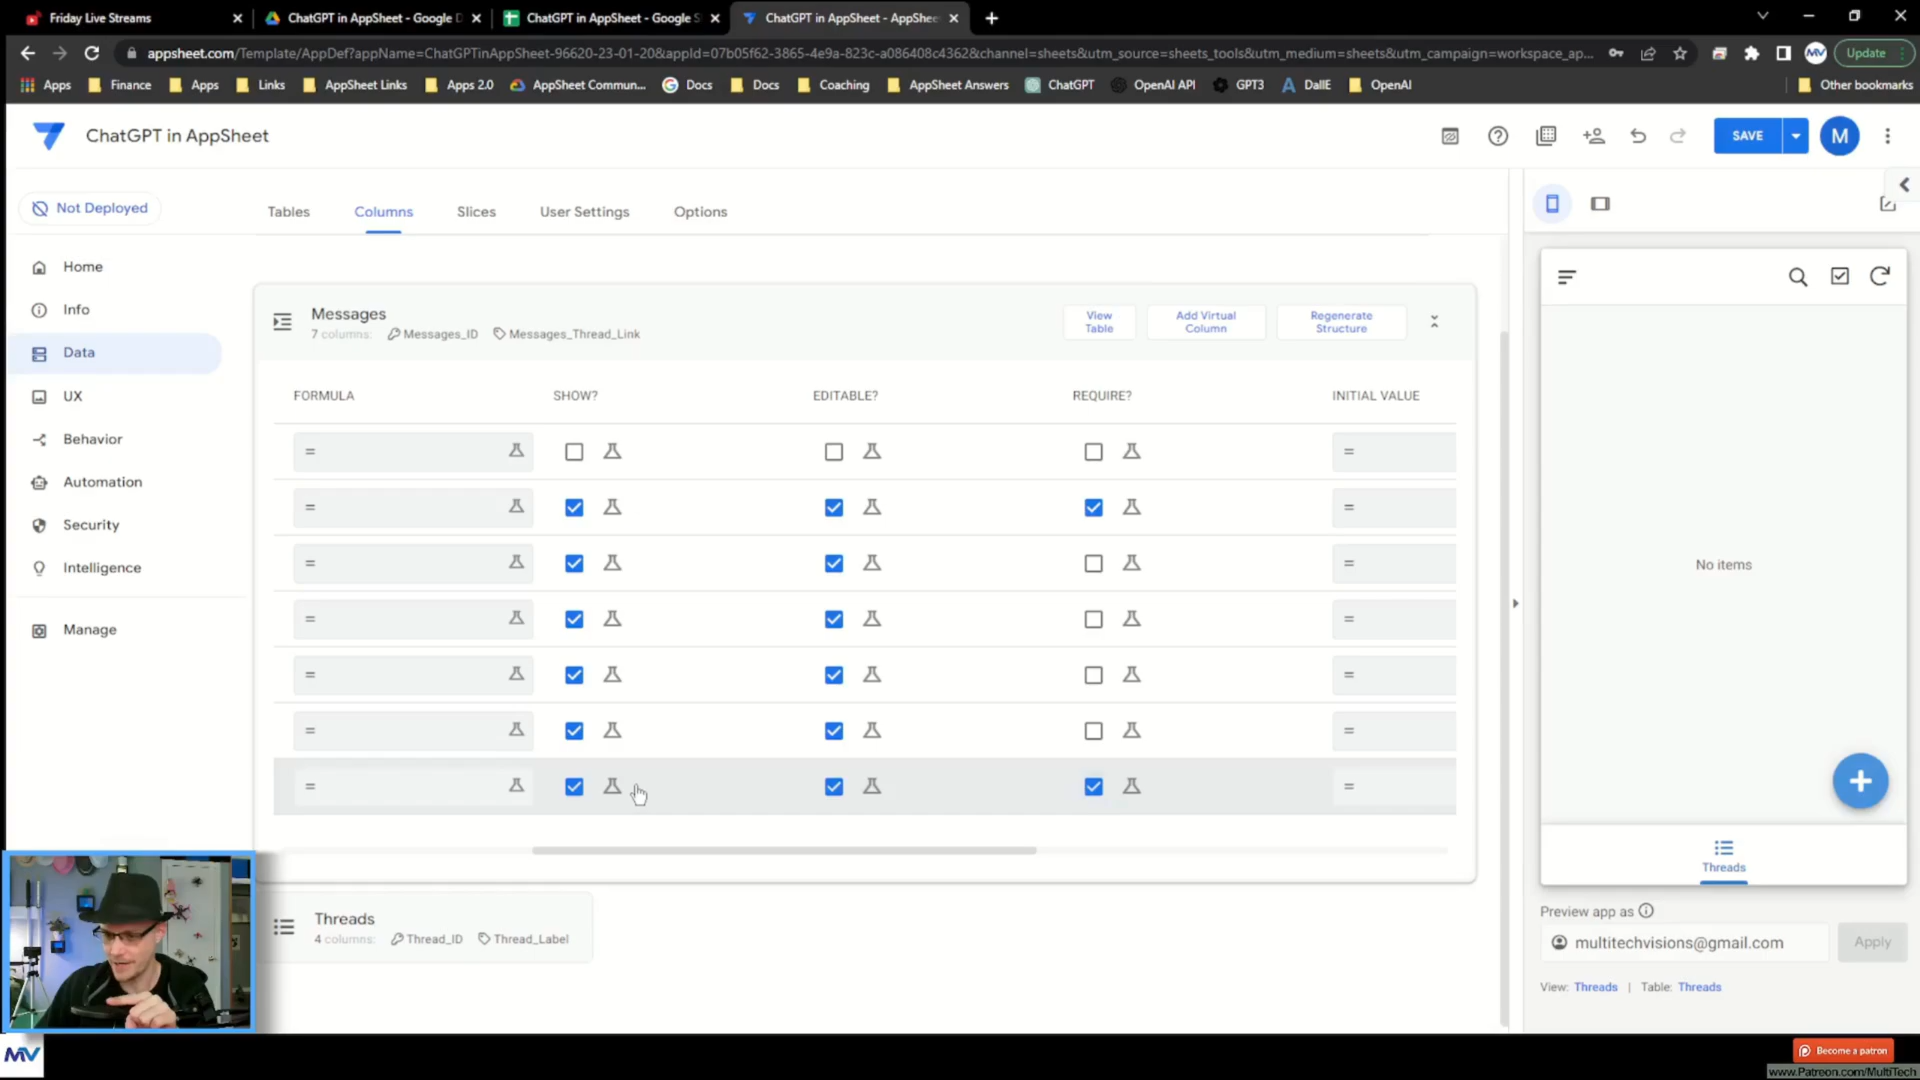 Friday Live Streams
ChatGPT in AppSheet - Google D
ChatGPT in AppSheet - Google S
ChatGPT in AppSheet - AppShee
appsheet.com/Template/AppDef?appName=ChatGPTinAppSheet-96620-23-01-20&appId=07b05f62-3865-4e9a-823c-a086408c4362&channel=sheets&utm_source=sheets_tools&utm_medium=sheets&utm_campaign=workspace_ap...
MV
Update
Apps
Finance
Apps
Links
AppSheet Links
Apps 2.0
AppSheet Commun...
Docs
Docs
Coaching
AppSheet Answers
ChatGPT
OpenAI API
GPT3
DallE
OpenAI
Other bookmarks
ChatGPT in AppSheet
SAVE
M
Not Deployed
Tables
Columns
Slices
User Settings
Options
Home
Info
Data
UX
Behavior
Automation
Security
Intelligence
Manage
Messages
7 columns: Messages_ID Messages_Thread_Link
View Table
Add Virtual Column
Regenerate Structure
FORMULA SHOW? EDITABLE? REQUIRE? INITIAL VALUE
= =
= =
= =
= =
= =
= =
= =
Threads
4 columns: Thread_ID Thread_Label
No items
Threads
Preview app as
multitechvisions@gmail.com
Apply
View: Threads | Table: Threads
MV
Become a patron
www.Patreon.com/MultiTech